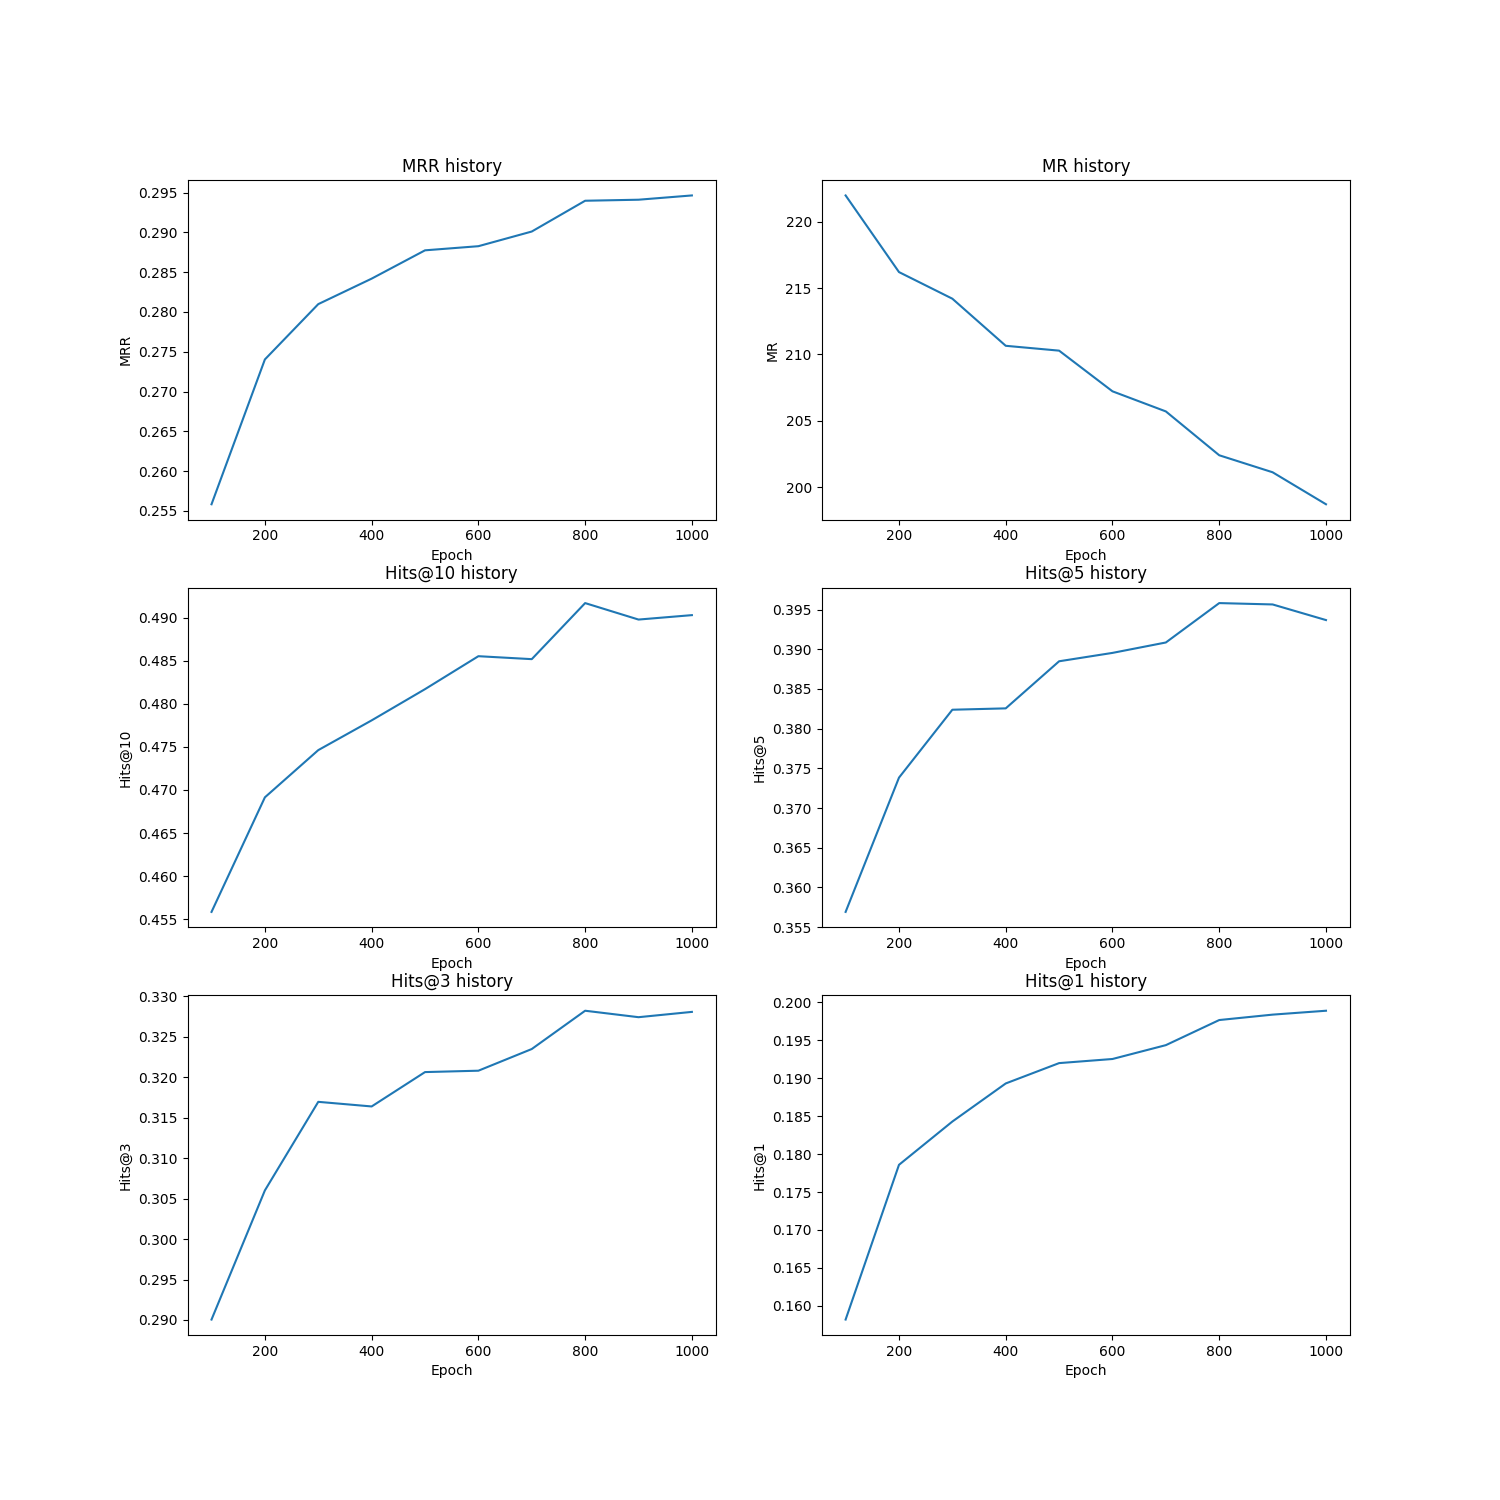 MRR history
MRR
0.295
0.290
0.285
0.280
0.275
0.270
0.265
0.260
0.255
200 400 600 800 1000
Epoch
MR history
MR
220
215
210
205
200
200 400 600 800 1000
Epoch
Hits@10 history
Hits@10
0.490
0.485
0.480
0.475
0.470
0.465
0.460
0.455
200 400 600 800 1000
Epoch
Hits@5 history
Hits@5
0.395
0.390
0.385
0.380
0.375
0.370
0.365
0.360
0.355
200 400 600 800 1000
Epoch
Hits@3 history
Hits@3
0.330
0.325
0.320
0.315
0.310
0.305
0.300
0.295
0.290
200 400 600 800 1000
Epoch
Hits@1 history
Hits@1
0.200
0.195
0.190
0.185
0.180
0.175
0.170
0.165
0.160
200 400 600 800 1000
Epoch